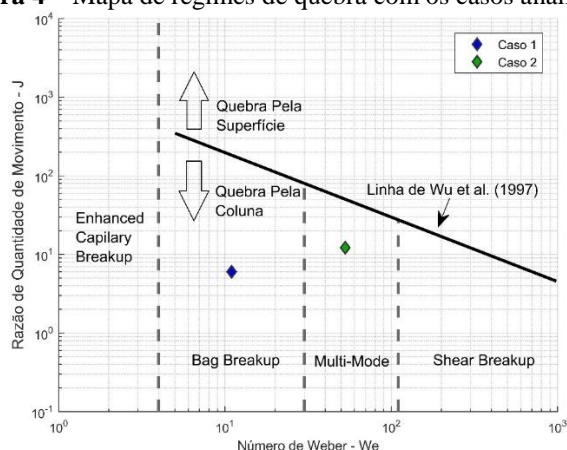 ra 4 – Mapa de regimes de quebra com os casos anali
10⁴
10³
10²
10¹
10⁰
10⁻¹
Razão de Quantidade de Movimento - J
Caso 1
Caso 2
Quebra Pela
Superfície
Quebra Pela
Coluna
Linha de Wu et al. (1997)
Enhanced
Capilary
Breakup
Bag Breakup
Multi-Mode
Shear Breakup
10⁰
10¹
10²
10³
Número de Weber - We